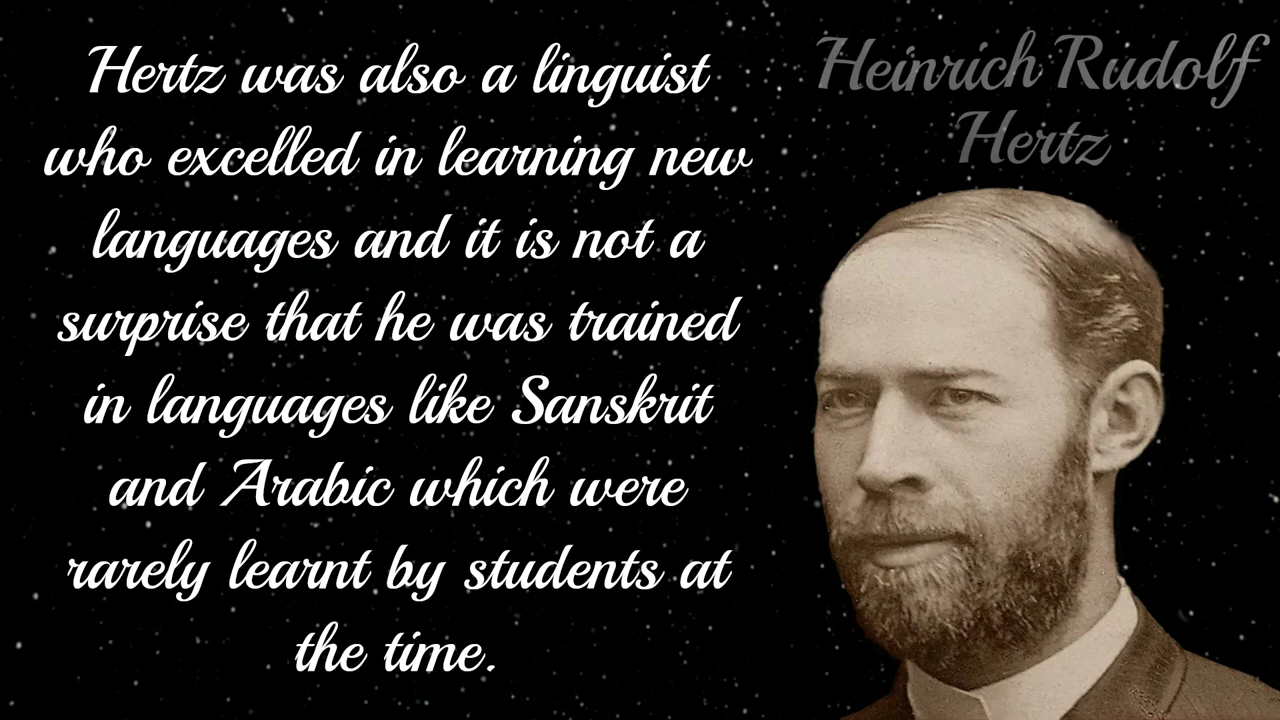 Hertz was also a linguist
who excelled in learning new
languages and it is not a
surprise that he was trained
in languages like Sanskrit
and Arabic which were
rarely learnt by students at
the time.
Heinrich Rudolf
Hertz